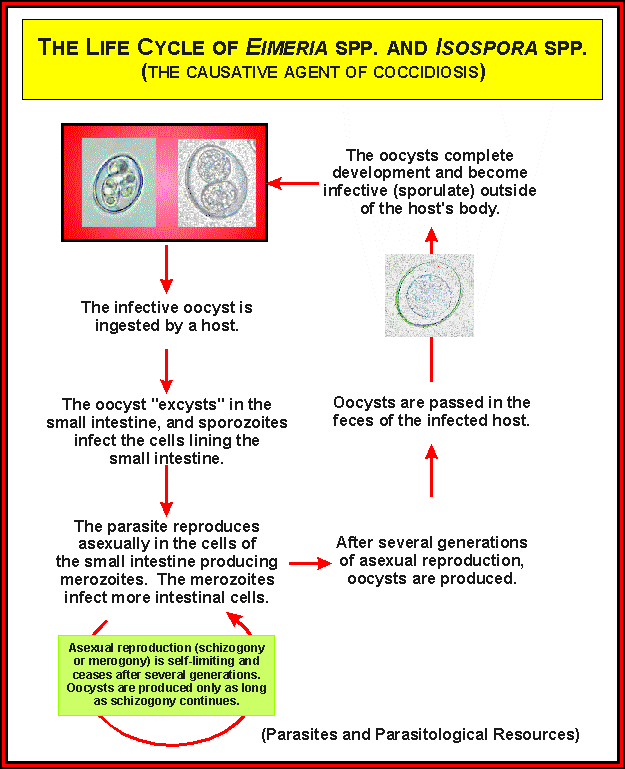 THE LIFE CYCLE OF EIMERIA SPP. AND ISOSPORA SPP.
(THE CAUSATIVE AGENT OF COCCIDIOSIS)
The oocysts complete
development and become
infective (sporulate) outside
of the host's body.
The infective oocyst is
ingested by a host.
The oocyst "excysts" in the
small intestine, and sporozoites
infect the cells lining the
small intestine.
The parasite reproduces
asexually in the cells of
the small intestine producing
merozoites. The merozoites
infect more intestinal cells.
Asexual reproduction (schizogony
or merogony) is self-limiting and
ceases after several generations.
Oocysts are produced only as long
as schizogony continues.
After several generations
of asexual reproduction,
oocysts are produced.
Oocysts are passed in the
feces of the infected host.
(Parasites and Parasitological Resources)